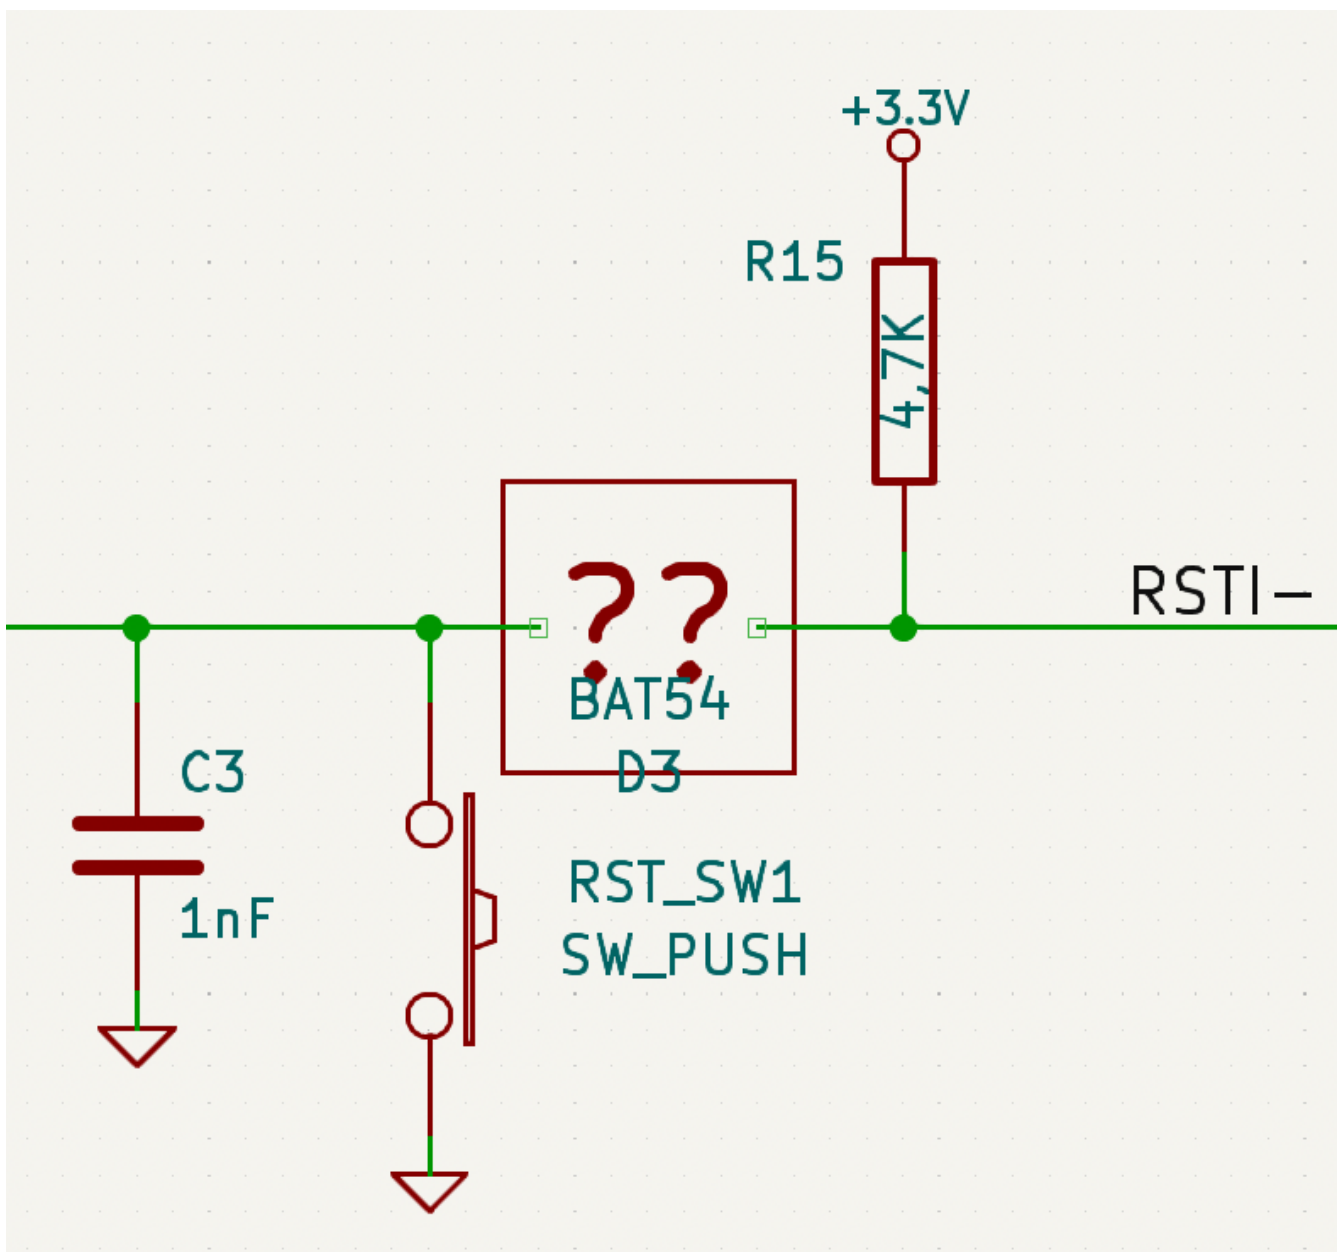 +3.3V
R15
4,7K
RSTI-
??
BAT54
D3
C3
1nF
RST_SW1
SW_PUSH